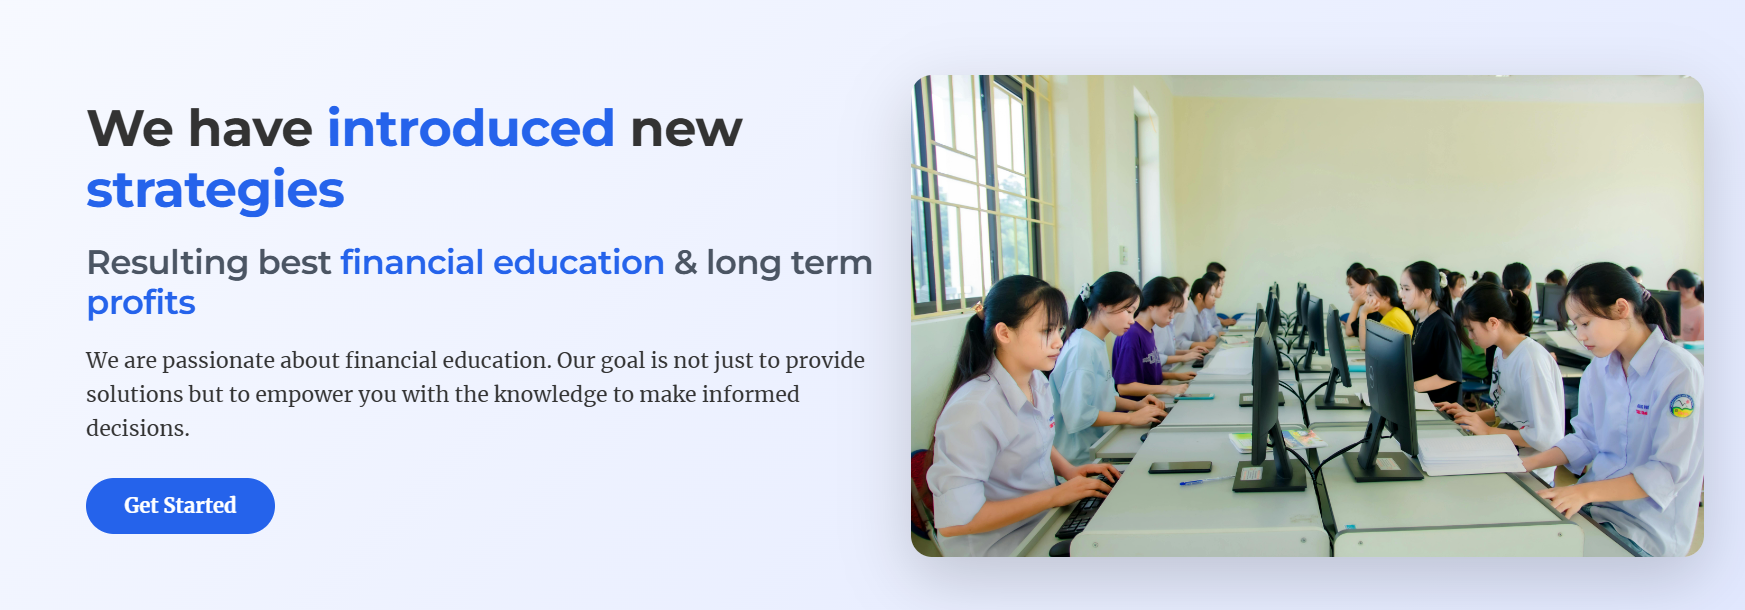 We have introduced new
strategies
Resulting best financial education & long term
profits
We are passionate about financial education. Our goal is not just to provide
solutions but to empower you with the knowledge to make informed
decisions.
Get Started